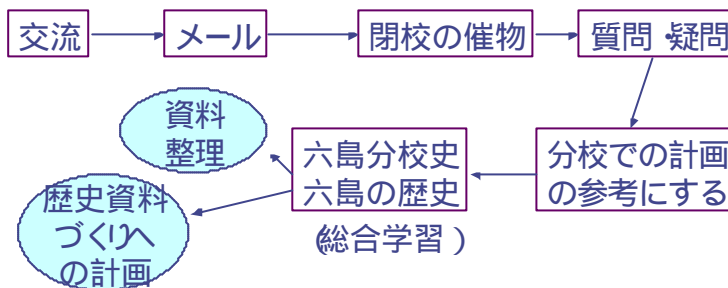 交流
メール
閉校の催物
質問・疑問
資料
整理
六島分校史
六島の歴史
分校での計画
の参考にする
歴史資料
づくりへ
の計画
(総合学習)